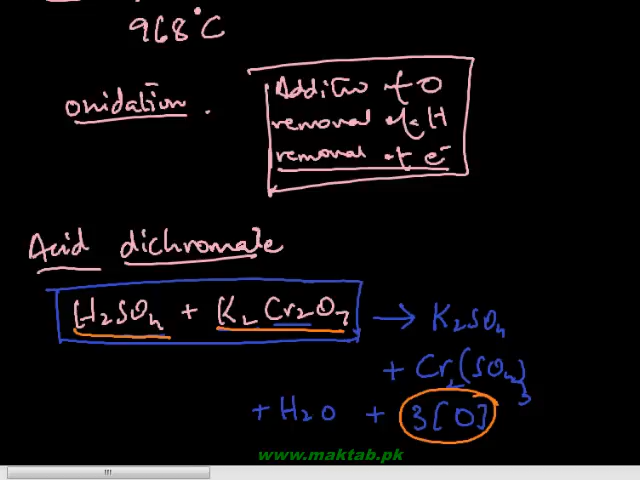 968°C
oxidation.
Addition of O
removal of H
removal of e⁻
Acid dichromate
H₂SO₄ + K₂Cr₂O₇ → K₂SO₄
+ Cr₂(SO₄)₃
+ H₂O + 3[O]
www.maktab.pk